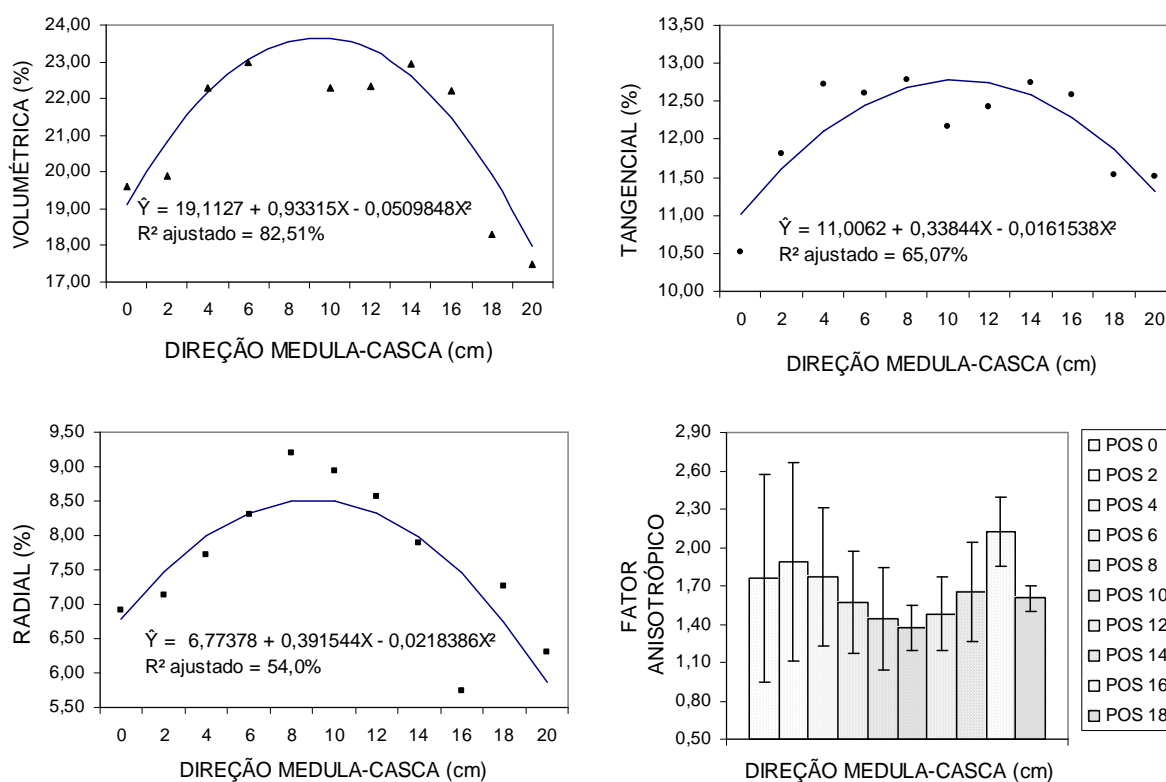 VOLUMÉTRICA (%)
24,00
23,00
22,00
21,00
20,00
19,00
18,00
17,00
Ŷ = 19,1127 + 0,93315X - 0,0509848X²
R² ajustado = 82,51%
0 2 4 6 8 10 12 14 16 18 20
DIREÇÃO MEDULA-CASCA (cm)
TANGENCIAL (%)
13,50
13,00
12,50
12,00
11,50
11,00
10,50
10,00
Ŷ = 11,0062 + 0,33844X - 0,0161538X²
R² ajustado = 65,07%
0 2 4 6 8 10 12 14 16 18 20
DIREÇÃO MEDULA-CASCA (cm)
RADIAL (%)
9,50
9,00
8,50
8,00
7,50
7,00
6,50
6,00
5,50
Ŷ = 6,77378 + 0,391544X - 0,0218386X²
R² ajustado = 54,0%
0 2 4 6 8 10 12 14 16 18 20
DIREÇÃO MEDULA-CASCA (cm)
FATOR
ANISOTRÓPICO
2,90
2,60
2,30
2,00
1,70
1,40
1,10
0,80
0,50
DIREÇÃO MEDULA-CASCA (cm)
POS 0
POS 2
POS 4
POS 6
POS 8
POS 10
POS 12
POS 14
POS 16
POS 18